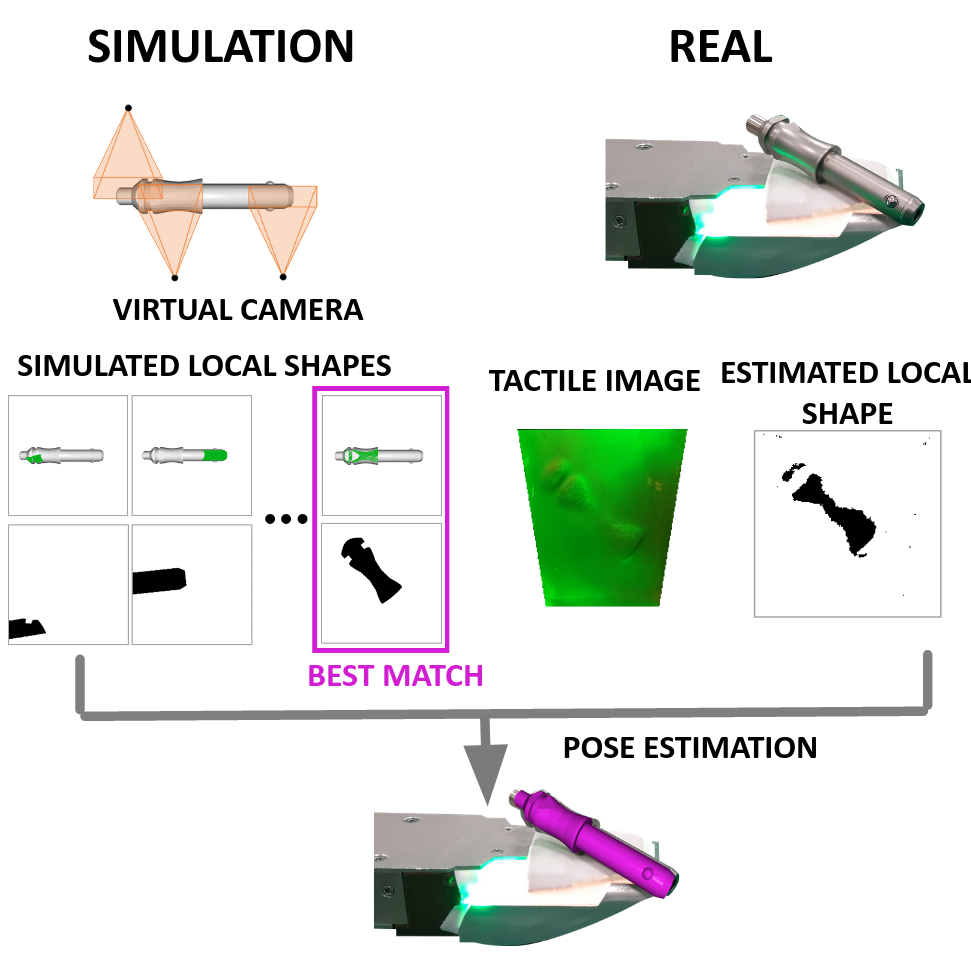 SIMULATION
REAL
VIRTUAL CAMERA
SIMULATED LOCAL SHAPES
TACTILE IMAGE
ESTIMATED LOCAL
SHAPE
BEST MATCH
POSE ESTIMATION